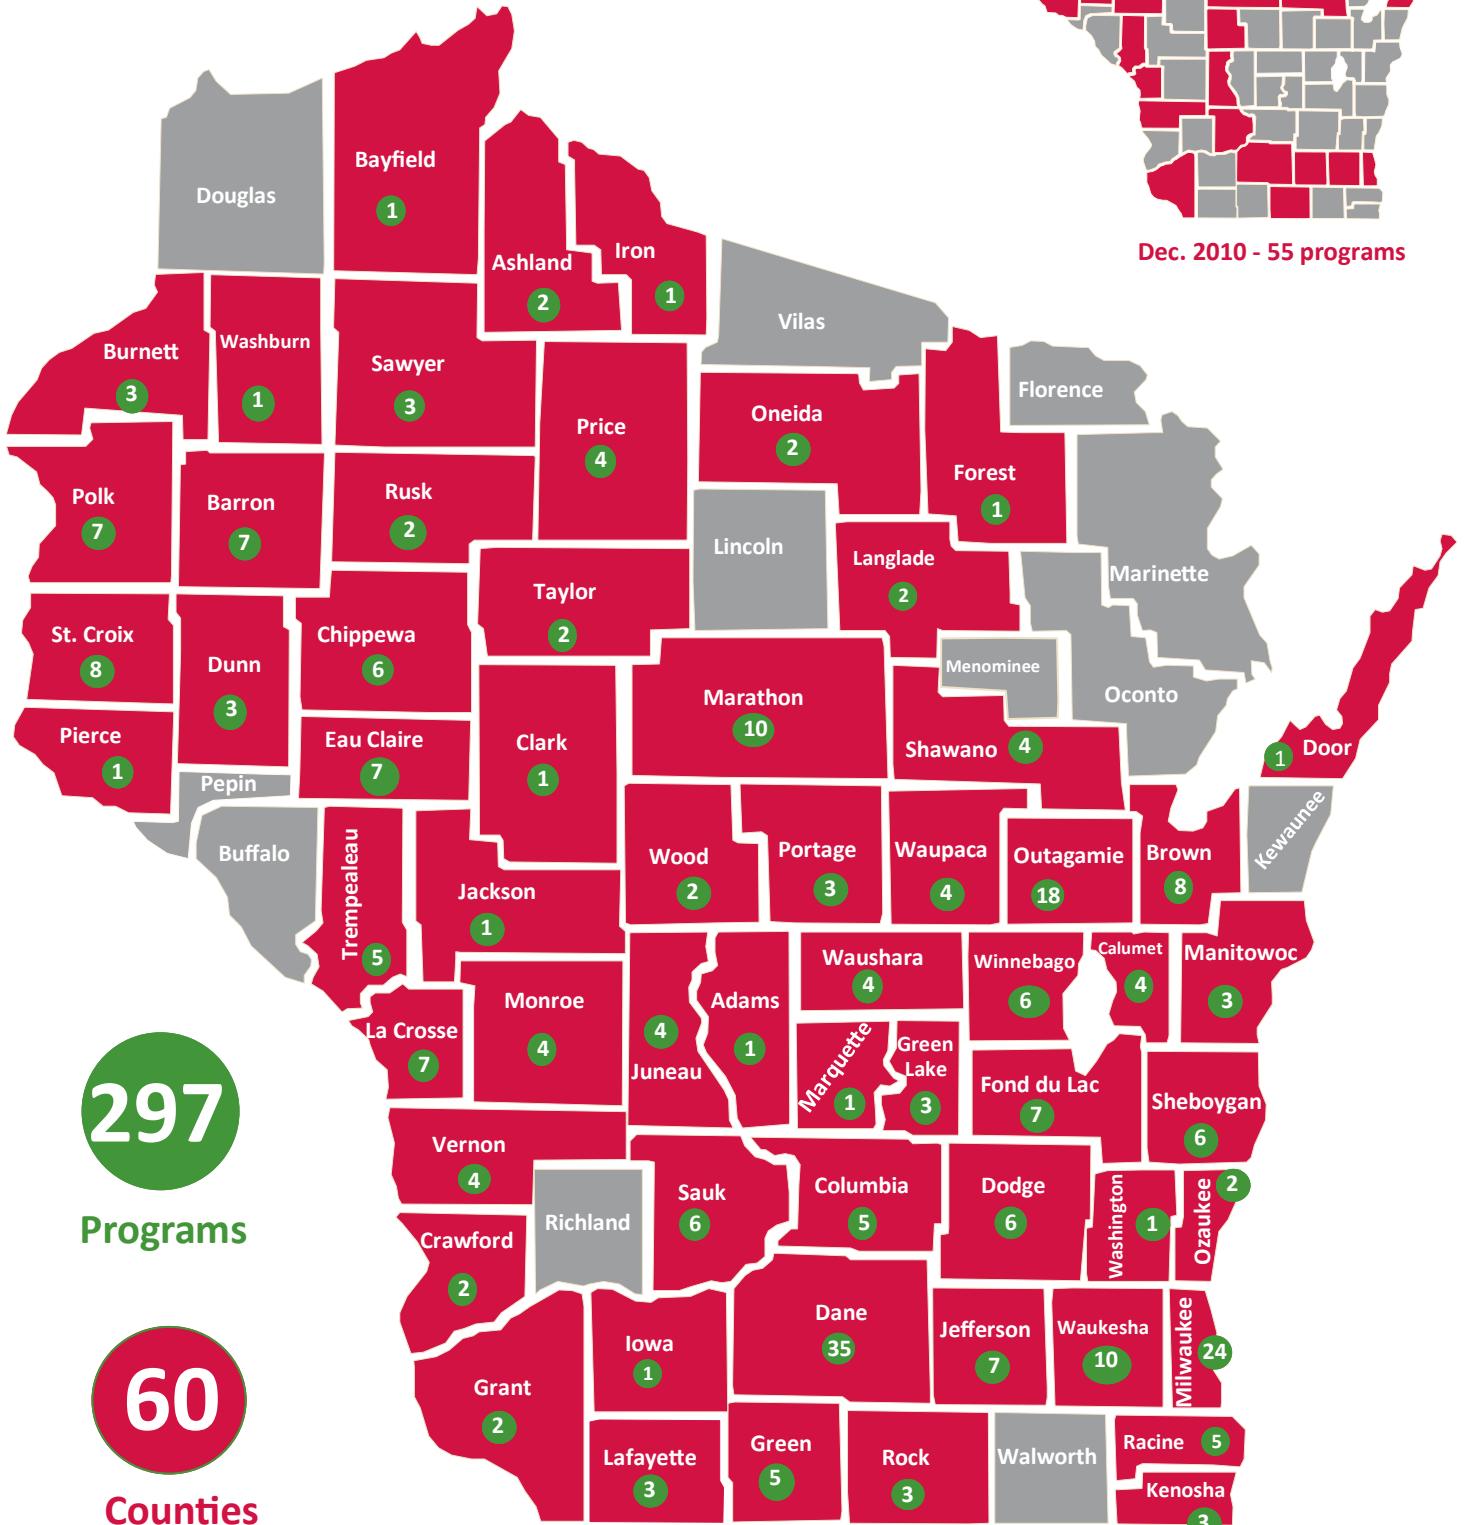 Dec. 2010 - 55 programs
Douglas
Bayfield
1
Ashland
2
Iron
1
Vilas
Burnett
3
Washburn
1
Sawyer
3
Price
4
Oneida
2
Forest
1
Florence
Polk
7
Barron
7
Rusk
2
Lincoln
Langlade
2
Marinette
Taylor
2
St. Croix
8
Dunn
3
Chippewa
6
Menominee
Oconto
Marathon
10
Shawano
4
Pierce
1
Eau Claire
7
Clark
1
Door
1
Pepin
Buffalo
Trempealeau
5
Jackson
1
Wood
2
Portage
3
Waupaca
4
Outagamie
18
Brown
8
Kewaunee
La Crosse
7
Monroe
4
4
Juneau
Adams
1
Waushara
4
Winnebago
6
Calumet
4
Manitowoc
3
Marquette
1
Green
Lake
3
Fond du Lac
7
Sheboygan
6
297
Programs
Vernon
4
Richland
Sauk
6
Columbia
5
Dodge
6
Washington
1
Ozaukee
2
Crawford
2
Dane
35
Jefferson
7
Waukesha
10
Milwaukee
24
Iowa
1
Grant
2
60
Counties
Lafayette
3
Green
5
Rock
3
Walworth
Racine
5
Kenosha
3